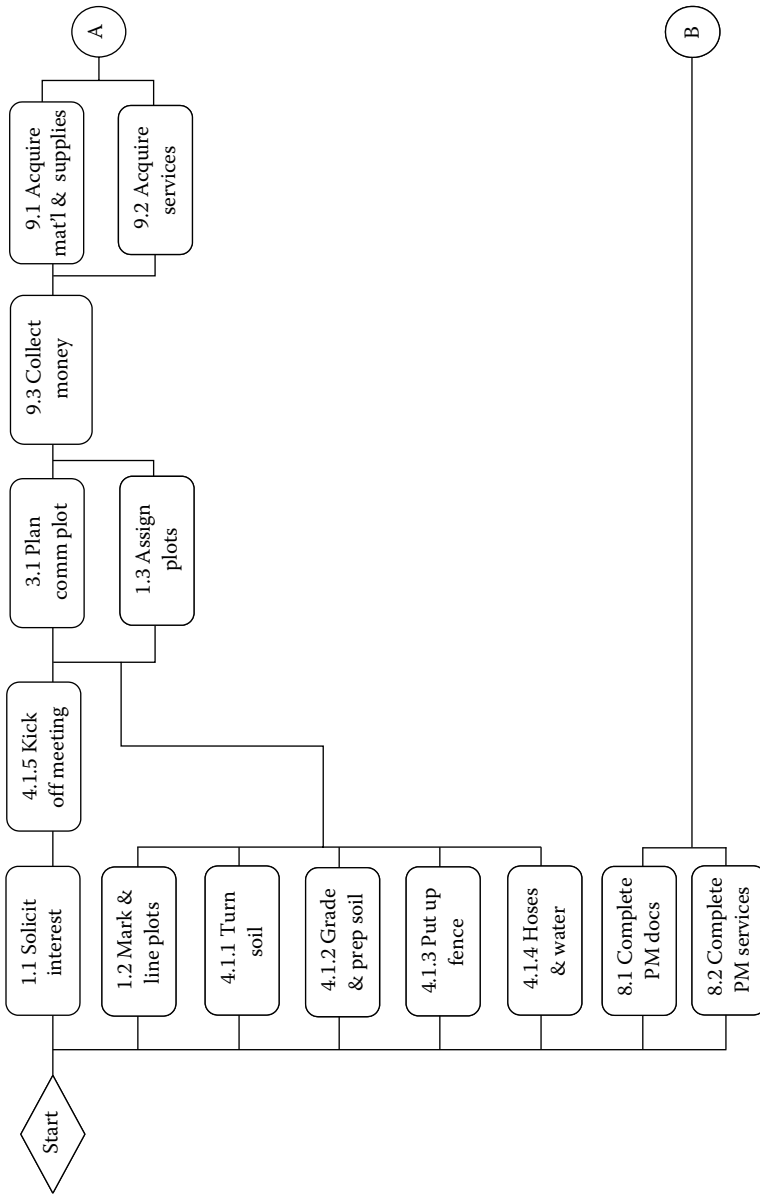 Start
1.1 Solicit
interest
1.2 Mark &
line plots
4.1.1 Turn
soil
4.1.2 Grade
& prep soil
4.1.3 Put up
fence
4.1.4 Hoses
& water
8.1 Complete
PM docs
8.2 Complete
PM services
4.1.5 Kick
off meeting
3.1 Plan
comm plot
1.3 Assign
plots
9.3 Collect
money
9.1 Acquire
mat'l & supplies
9.2 Acquire
services
A
B